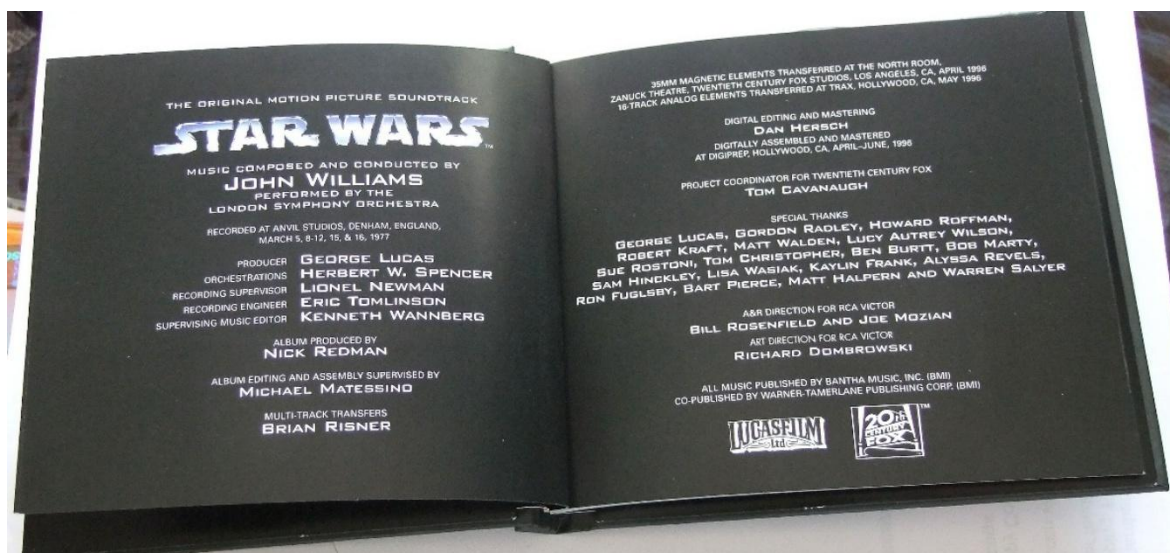 THE ORIGINAL MOTION PICTURE SOUNDTRACK
STAR WARS™
MUSIC COMPOSED AND CONDUCTED BY
JOHN WILLIAMS
PERFORMED BY THE
LONDON SYMPHONY ORCHESTRA
RECORDED AT ANVIL STUDIOS, DENHAM, ENGLAND,
MARCH 5, 8-12, 15, & 16, 1977
PRODUCER GEORGE LUCAS
ORCHESTRATIONS HERBERT W. SPENCER
RECORDING SUPERVISOR LIONEL NEWMAN
RECORDING ENGINEER ERIC TOMLINSON
SUPERVISING MUSIC EDITOR KENNETH WANNBERG
ALBUM PRODUCED BY
NICK REDMAN
ALBUM EDITING AND ASSEMBLY SUPERVISED BY
MICHAEL MATESSINO
MULTI-TRACK TRANSFERS
BRIAN RISNER
35MM MAGNETIC ELEMENTS TRANSFERRED AT THE NORTH ROOM,
ZANUCK THEATRE, TWENTIETH CENTURY FOX STUDIOS, LOS ANGELES, CA, APRIL 1996
16-TRACK ANALOG ELEMENTS TRANSFERRED AT TRAX, HOLLYWOOD, CA, MAY 1996
DIGITAL EDITING AND MASTERING
DAN HERSCH
DIGITALLY ASSEMBLED AND MASTERED
AT DIGIPREP, HOLLYWOOD, CA, APRIL-JUNE, 1996
PROJECT COORDINATOR FOR TWENTIETH CENTURY FOX
TOM CAVANAUGH
SPECIAL THANKS
GEORGE LUCAS, GORDON RADLEY, HOWARD ROFFMAN,
ROBERT KRAFT, MATT WALDEN, LUCY AUTREY WILSON,
SUE ROSTONI, TOM CHRISTOPHER, BEN BURTT, BOB MARTY,
SAM HINCKLEY, LISA WASIAK, KAYLIN FRANK, ALYSSA REVELS,
RON FUGLSBY, BART PIERCE, MATT HALPERN AND WARREN SALYER
A&R DIRECTION FOR RCA VICTOR
BILL ROSENFIELD AND JOE MOZIAN
ART DIRECTION FOR RCA VICTOR
RICHARD DOMBROWSKI
ALL MUSIC PUBLISHED BY BANTHA MUSIC, INC. (BMI)
CO-PUBLISHED BY WARNER-TAMERLANE PUBLISHING CORP. (BMI)
LUCASFILM
Ltd
20th
CENTURY
FOX™